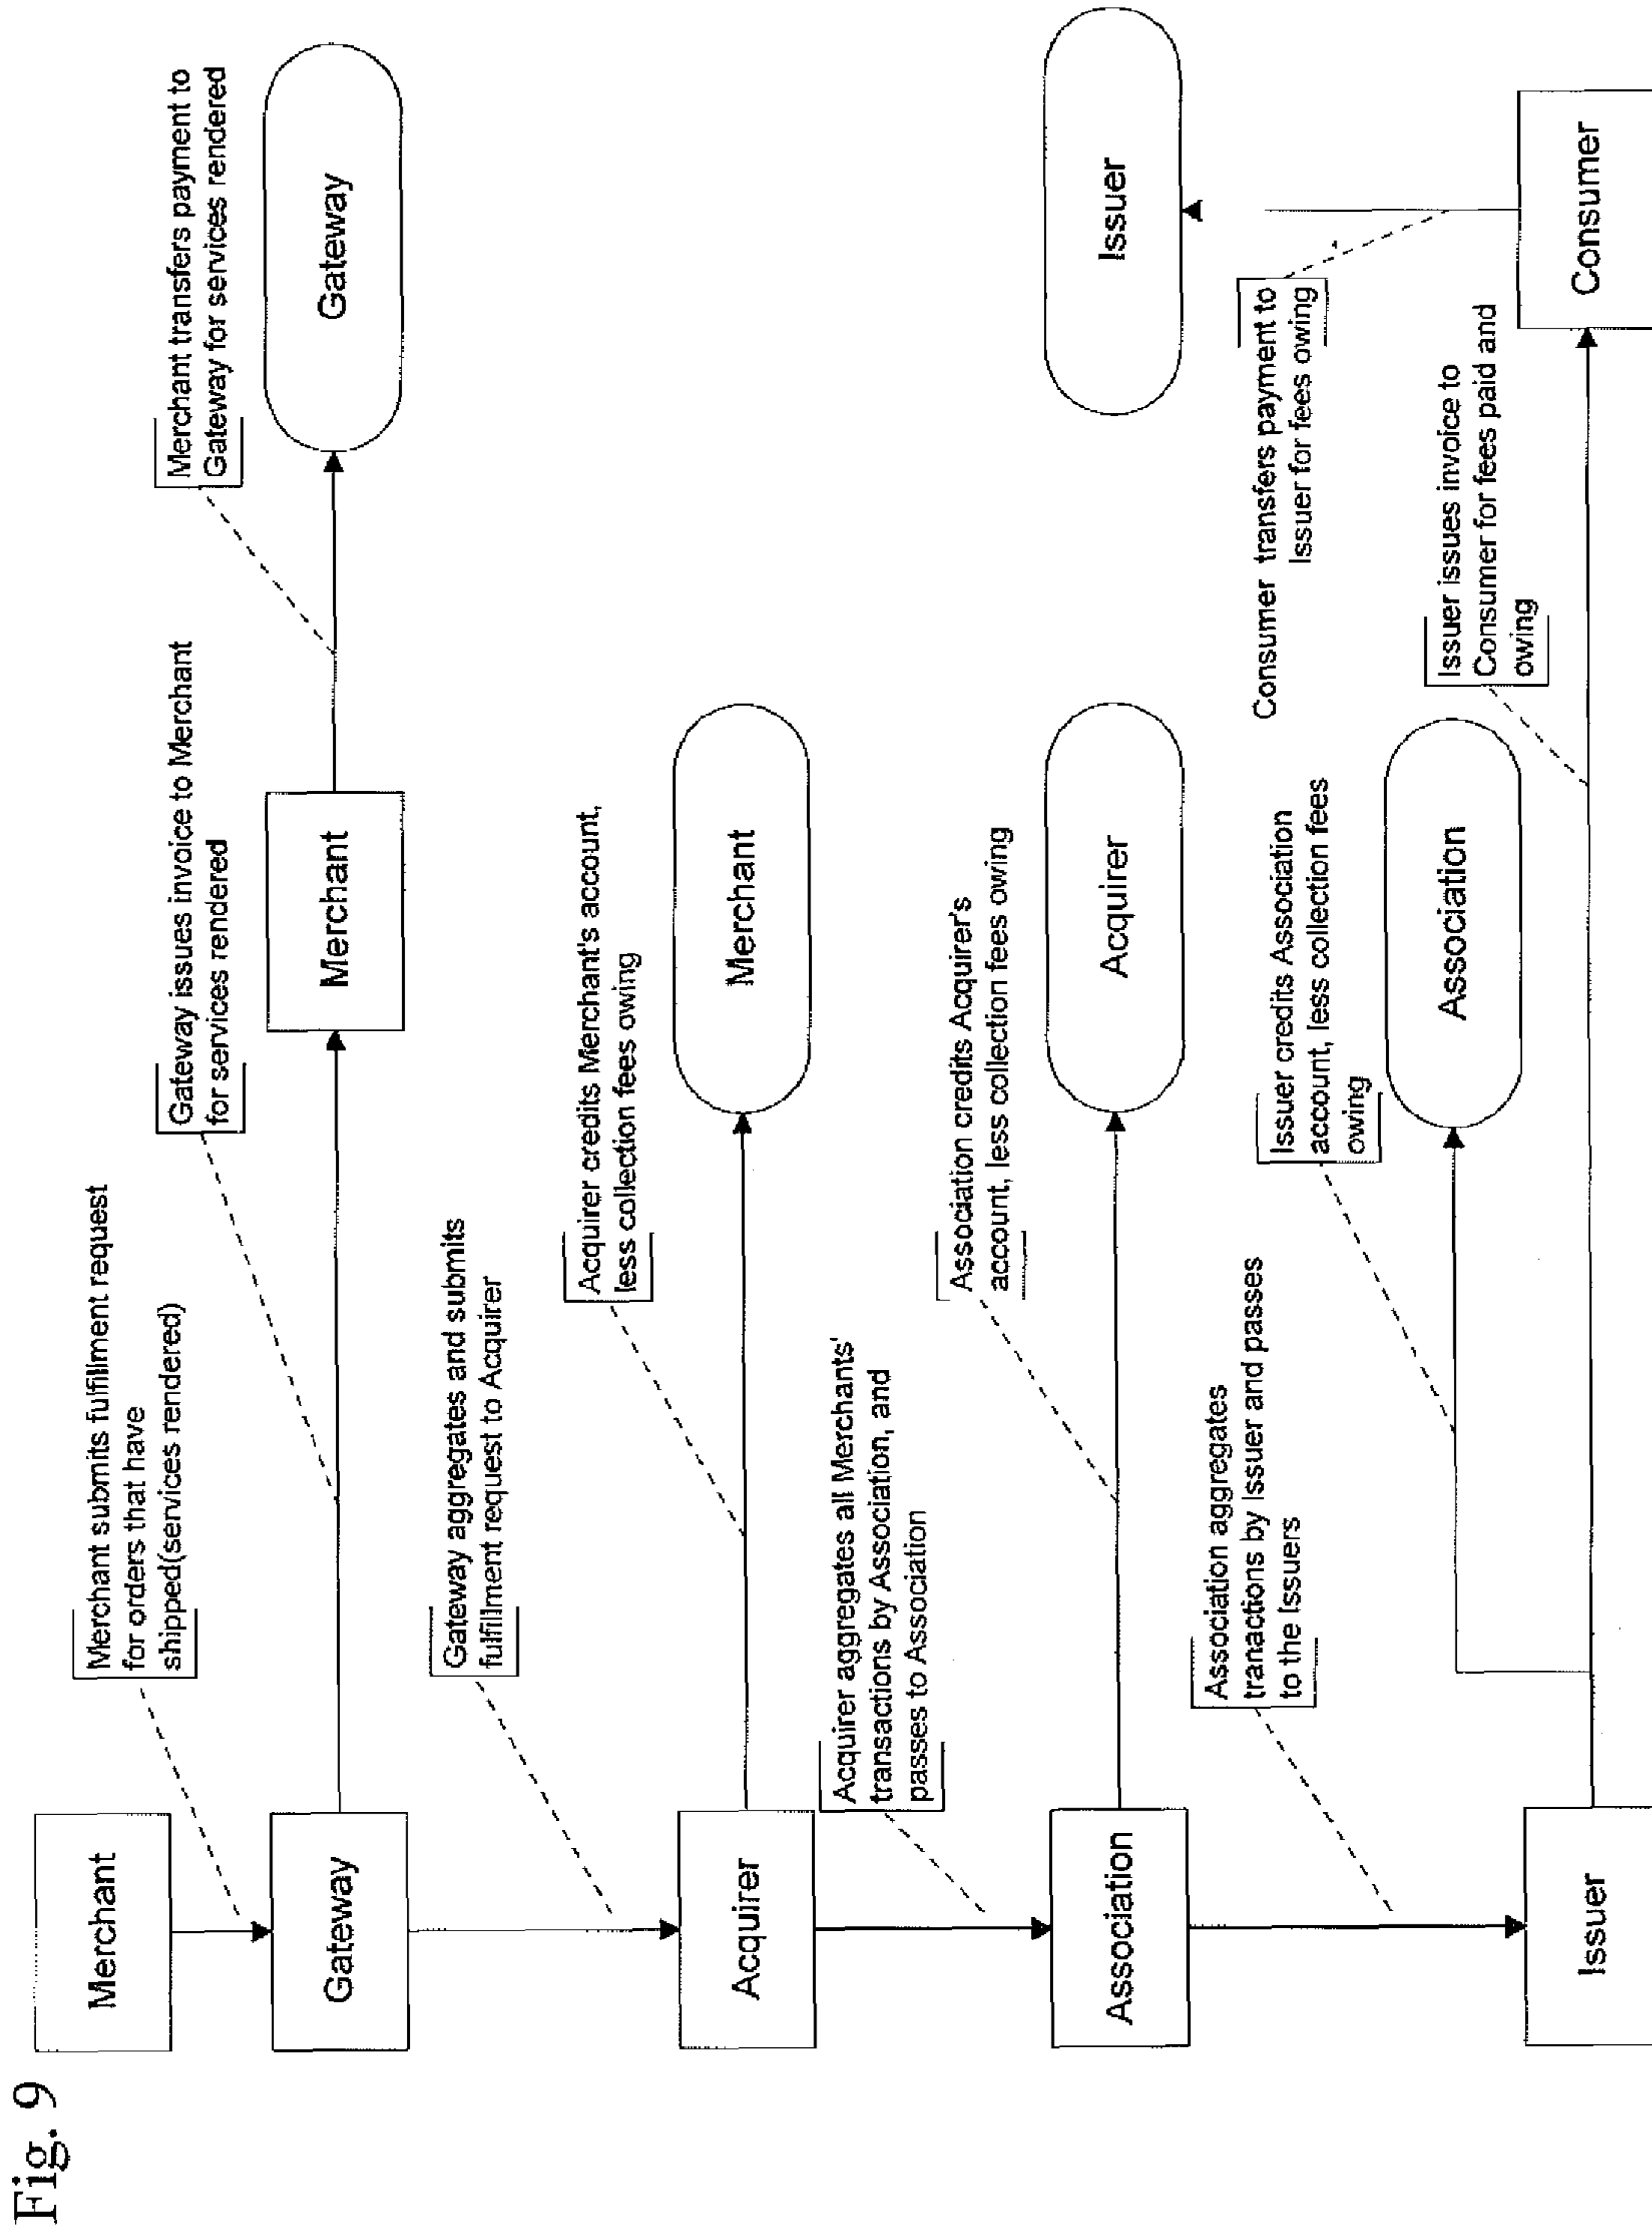 Fig. 9
Merchant
Merchant submits fulfillment request
for orders that have
shipped(services rendered)
Gateway
Gateway issues invoice to Merchant
for services rendered
Merchant
Merchant transfers payment to
Gateway for services rendered
Gateway
Gateway aggregates and submits
fulfillment request to Acquirer
Acquirer
Acquirer credits Merchant's account,
less collection fees owing
Merchant
Acquirer aggregates all Merchants'
transactions by Association, and
passes to Association
Association
Association credits Acquirer's
account, less collection fees owing
Acquirer
Issuer
Association aggregates
tranactions by Issuer and passes
to the Issuers
Issuer credits Association
account, less collection fees
owing
Association
Consumer transfers payment to
Issuer for fees owing
Issuer issues invoice to
Consumer for fees paid and
owing
Issuer
Consumer